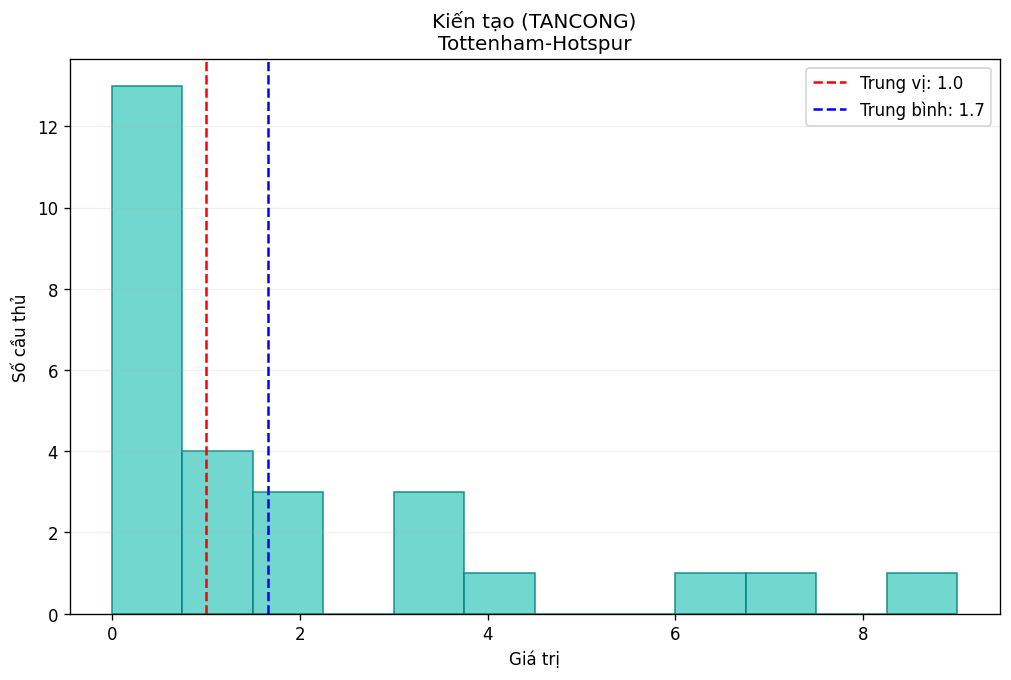 Kiến tạo (TANCONG)
Tottenham-Hotspur
Trung vị: 1.0
Trung bình: 1.7
Số cầu thủ
12
10
8
6
4
2
0
0 2 4 6 8
Giá trị